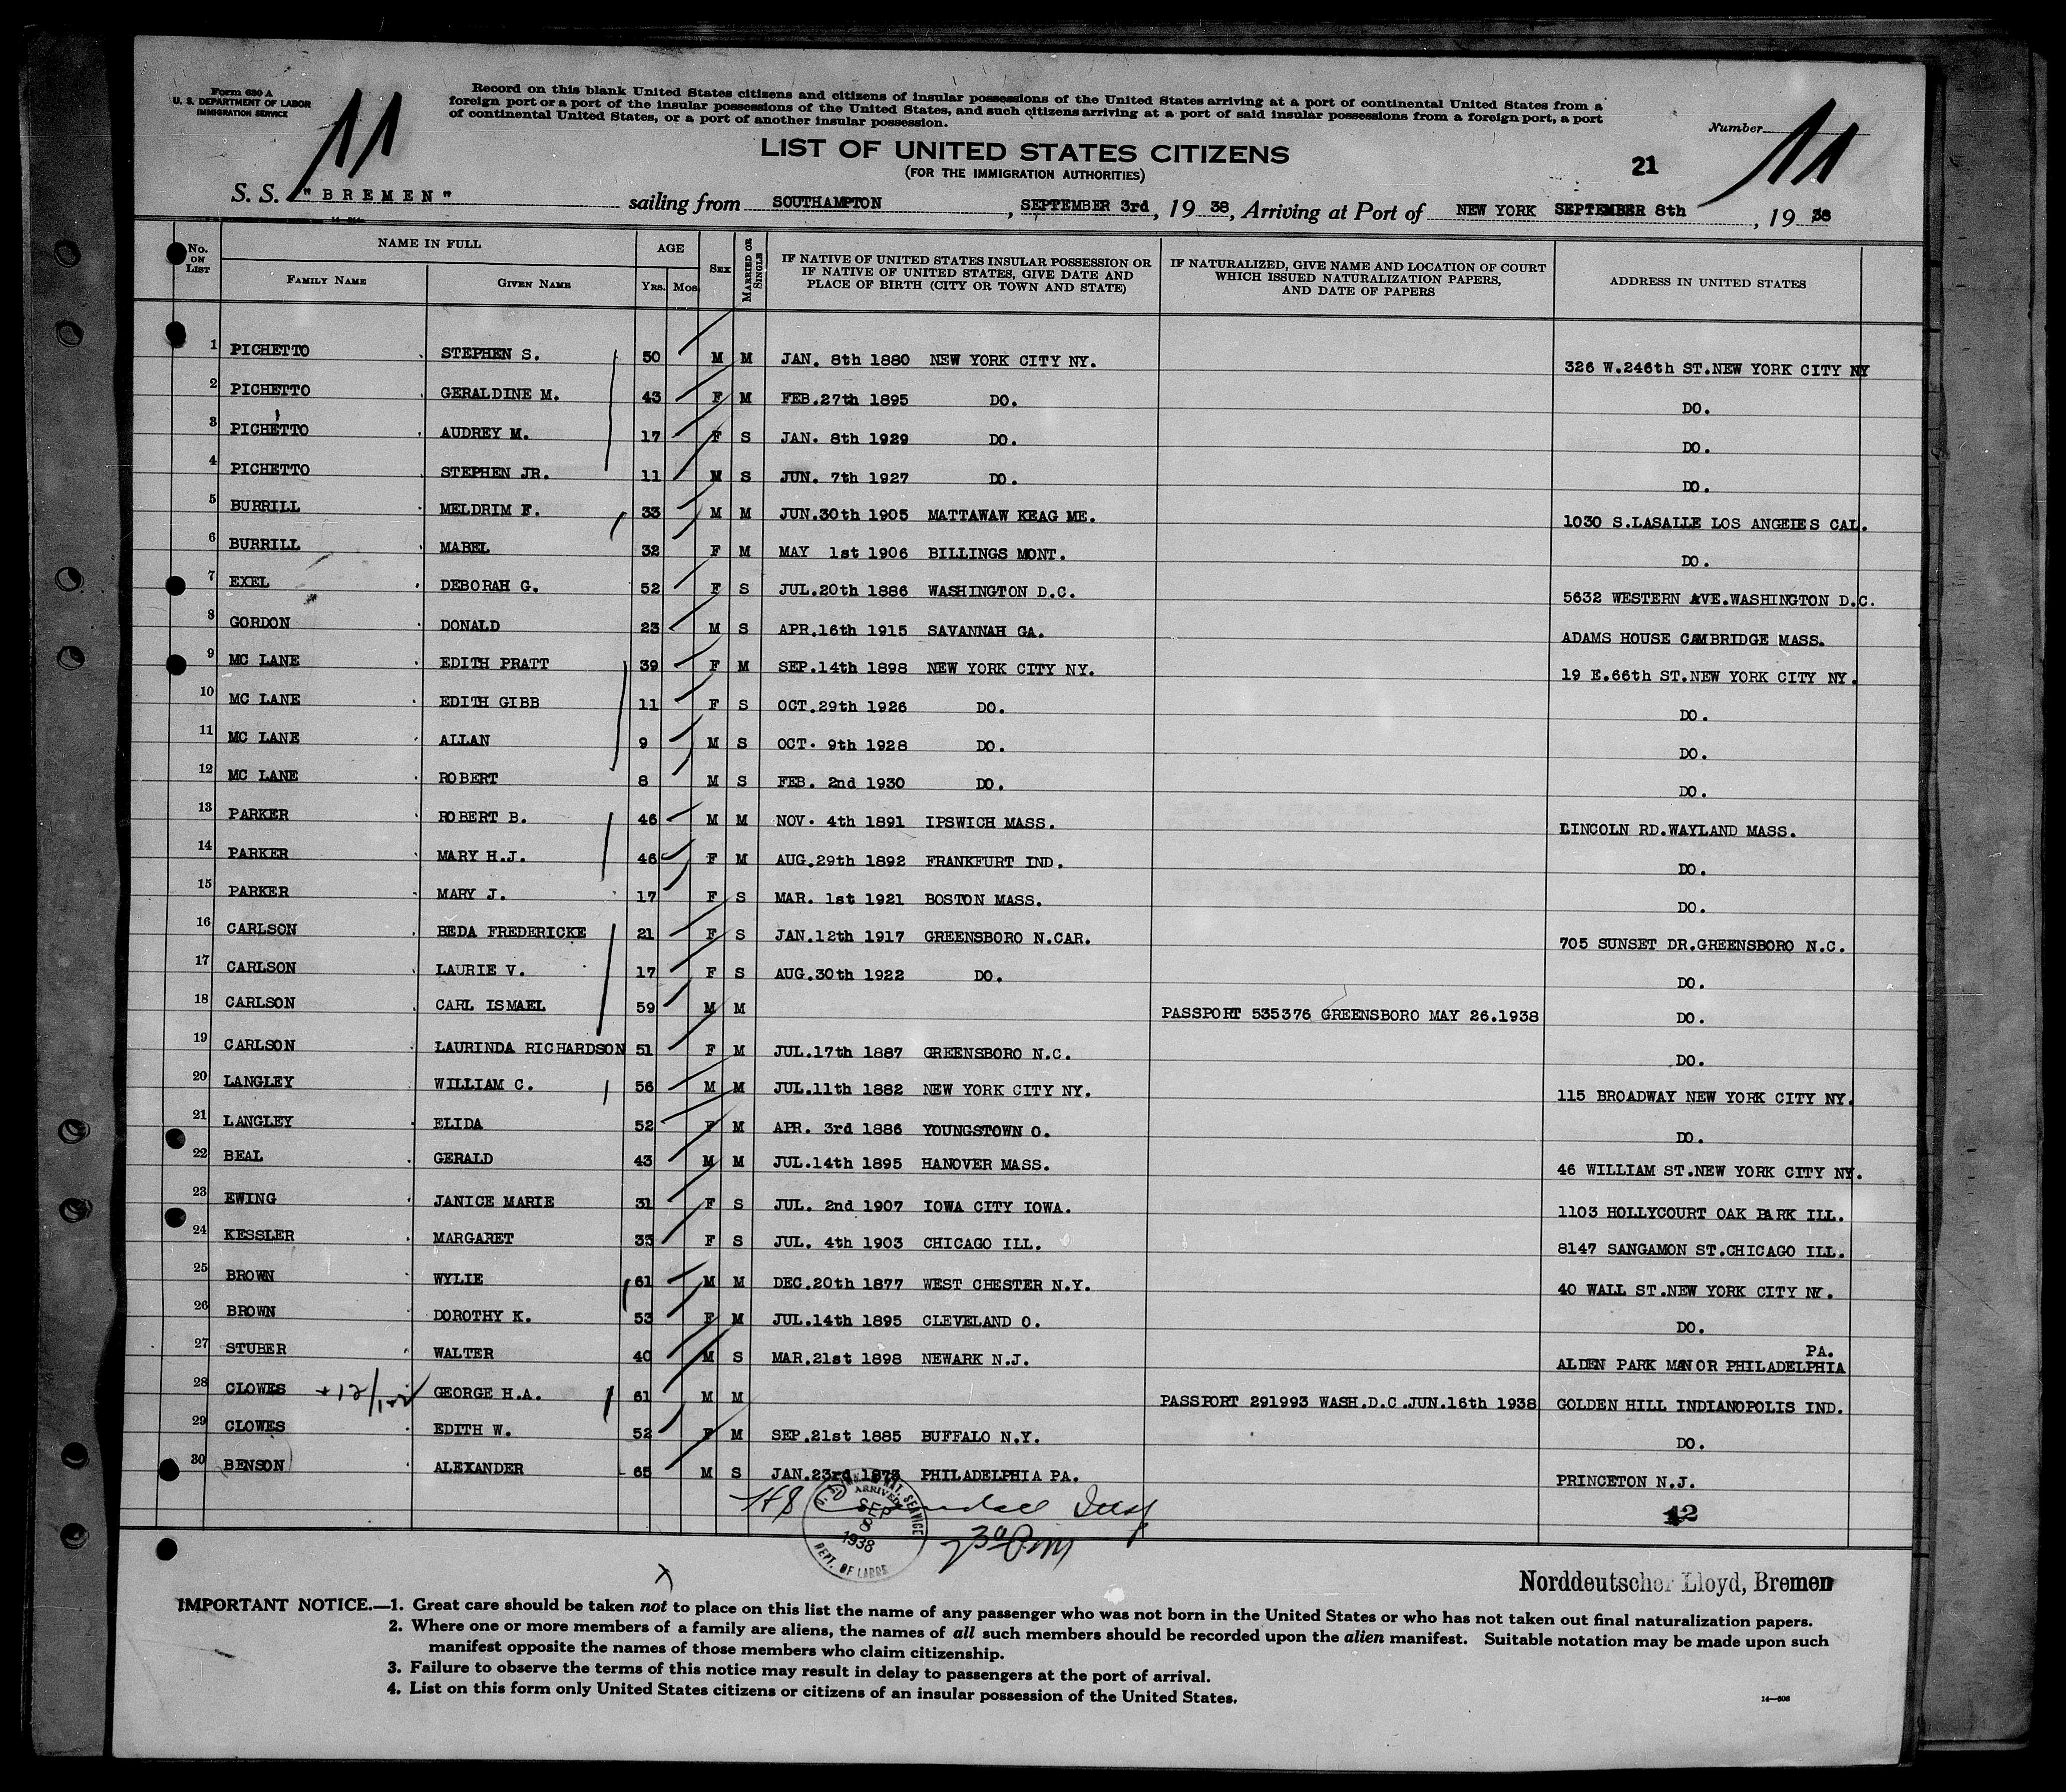 Form 630 A
U. S. DEPARTMENT OF LABOR
IMMIGRATION SERVICE
11
Record on this blank United States citizens and citizens of insular possessions of the United States arriving at a port of continental United States from a
foreign port or a port of the insular possessions of the United States, and such citizens arriving at a port of said insular possessions from a foreign port, a port
of continental United States, or a port of another insular possession.
Number 11
LIST OF UNITED STATES CITIZENS
(FOR THE IMMIGRATION AUTHORITIES)
21
S. S. "BREMEN" sailing from SOUTHAMPTON, SEPTEMBER 3rd, 19 38, Arriving at Port of NEW YORK SEPTEMBER 8th, 19 38
No. ON LIST NAME IN FULL FAMILY NAME GIVEN NAME AGE YRS. MOS. SEX MARRIED OR SINGLE IF NATIVE OF UNITED STATES INSULAR POSSESSION OR IF NATIVE OF UNITED STATES, GIVE DATE AND PLACE OF BIRTH (CITY OR TOWN AND STATE) IF NATURALIZED, GIVE NAME AND LOCATION OF COURT WHICH ISSUED NATURALIZATION PAPERS, AND DATE OF PAPERS ADDRESS IN UNITED STATES
1 PICHETTO STEPHEN S. 50 M M JAN. 8th 1880 NEW YORK CITY NY. 326 W.246th ST.NEW YORK CITY NY
2 PICHETTO GERALDINE M. 43 F M FEB.27th 1895 DO. DO.
3 PICHETTO AUDREY M. 17 F S JAN. 8th 1929 DO. DO.
4 PICHETTO STEPHEN JR. 11 M S JUN. 7th 1927 DO. DO.
5 BURRILL MELDRIM F. 33 M M JUN.30th 1905 MATTAWAW KEAG ME. 1030 S.LASALLE LOS ANGEIES CAL.
6 BURRILL MABEL 32 F M MAY 1st 1906 BILLINGS MONT. DO.
7 EXEL DEBORAH G. 52 F S JUL.20th 1886 WASHINGTON D.C. 5632 WESTERN AVE.WASHINGTON D.C.
8 GORDON DONALD 23 M S APR.16th 1915 SAVANNAH GA. ADAMS HOUSE CAMBRIDGE MASS.
9 MC LANE EDITH PRATT 39 F M SEP.14th 1898 NEW YORK CITY NY. 19 E.66th ST.NEW YORK CITY NY.
10 MC LANE EDITH GIBB 11 F S OCT.29th 1926 DO. DO.
11 MC LANE ALLAN 9 M S OCT. 9th 1928 DO. DO.
12 MC LANE ROBERT 8 M S FEB. 2nd 1930 DO. DO.
13 PARKER ROBERT B. 46 M M NOV. 4th 1891 IPSWICH MASS. LINCOLN RD.WAYLAND MASS.
14 PARKER MARY H.J. 46 F M AUG.29th 1892 FRANKFURT IND. DO.
15 PARKER MARY J. 17 F S MAR. 1st 1921 BOSTON MASS. DO.
16 CARLSON BEDA FREDERICKE 21 F S JAN.12th 1917 GREENSBORO N.CAR. 705 SUNSET DR.GREENSBORO N.C.
17 CARLSON LAURIE V. 17 F S AUG.30th 1922 DO. DO.
18 CARLSON CARL ISMAEL 59 M M PASSPORT 535376 GREENSBORO MAY 26.1938 DO.
19 CARLSON LAURINDA RICHARDSON 51 F M JUL.17th 1887 GREENSBORO N.C. DO.
20 LANGLEY WILLIAM C. 56 M M JUL.11th 1882 NEW YORK CITY NY. 115 BROADWAY NEW YORK CITY NY.
21 LANGLEY ELIDA 52 F M APR. 3rd 1886 YOUNGSTOWN O. DO.
22 BEAL GERALD 43 M M JUL.14th 1895 HANOVER MASS. 46 WILLIAM ST.NEW YORK CITY NY.
23 EWING JANICE MARIE 31 F S JUL. 2nd 1907 IOWA CITY IOWA. 1103 HOLLYCOURT OAK PARK ILL.
24 KESSLER MARGARET 35 F S JUL. 4th 1903 CHICAGO ILL. 8147 SANGAMON ST.CHICAGO ILL.
25 BROWN WYLIE 61 M M DEC.20th 1877 WEST CHESTER N.Y. 40 WALL ST.NEW YORK CITY NY.
26 BROWN DOROTHY K. 53 F M JUL.14th 1895 CLEVELAND O. DO.
27 STUBER WALTER 40 M S MAR.21st 1898 NEWARK N.J. ALDEN PARK MANOR PHILADELPHIA PA.
28 CLOWES GEORGE H.A. 61 M M PASSPORT 291993 WASH.D.C.JUN.16th 1938 GOLDEN HILL INDIANOPOLIS IND.
29 CLOWES EDITH W. 52 F M SEP.21st 1885 BUFFALO N.Y. DO.
30 BENSON ALEXANDER 65 M S JAN.23rd 1873 PHILADELPHIA PA. PRINCETON N.J.
12
ARRIVED
SEP
8
1938
DEPT. OF LABOR
Norddeutscher Lloyd, Bremen
IMPORTANT NOTICE.—1. Great care should be taken not to place on this list the name of any passenger who was not born in the United States or who has not taken out final naturalization papers.
2. Where one or more members of a family are aliens, the names of all such members should be recorded upon the alien manifest. Suitable notation may be made upon such
manifest opposite the names of those members who claim citizenship.
3. Failure to observe the terms of this notice may result in delay to passengers at the port of arrival.
4. List on this form only United States citizens or citizens of an insular possession of the United States.
14—608